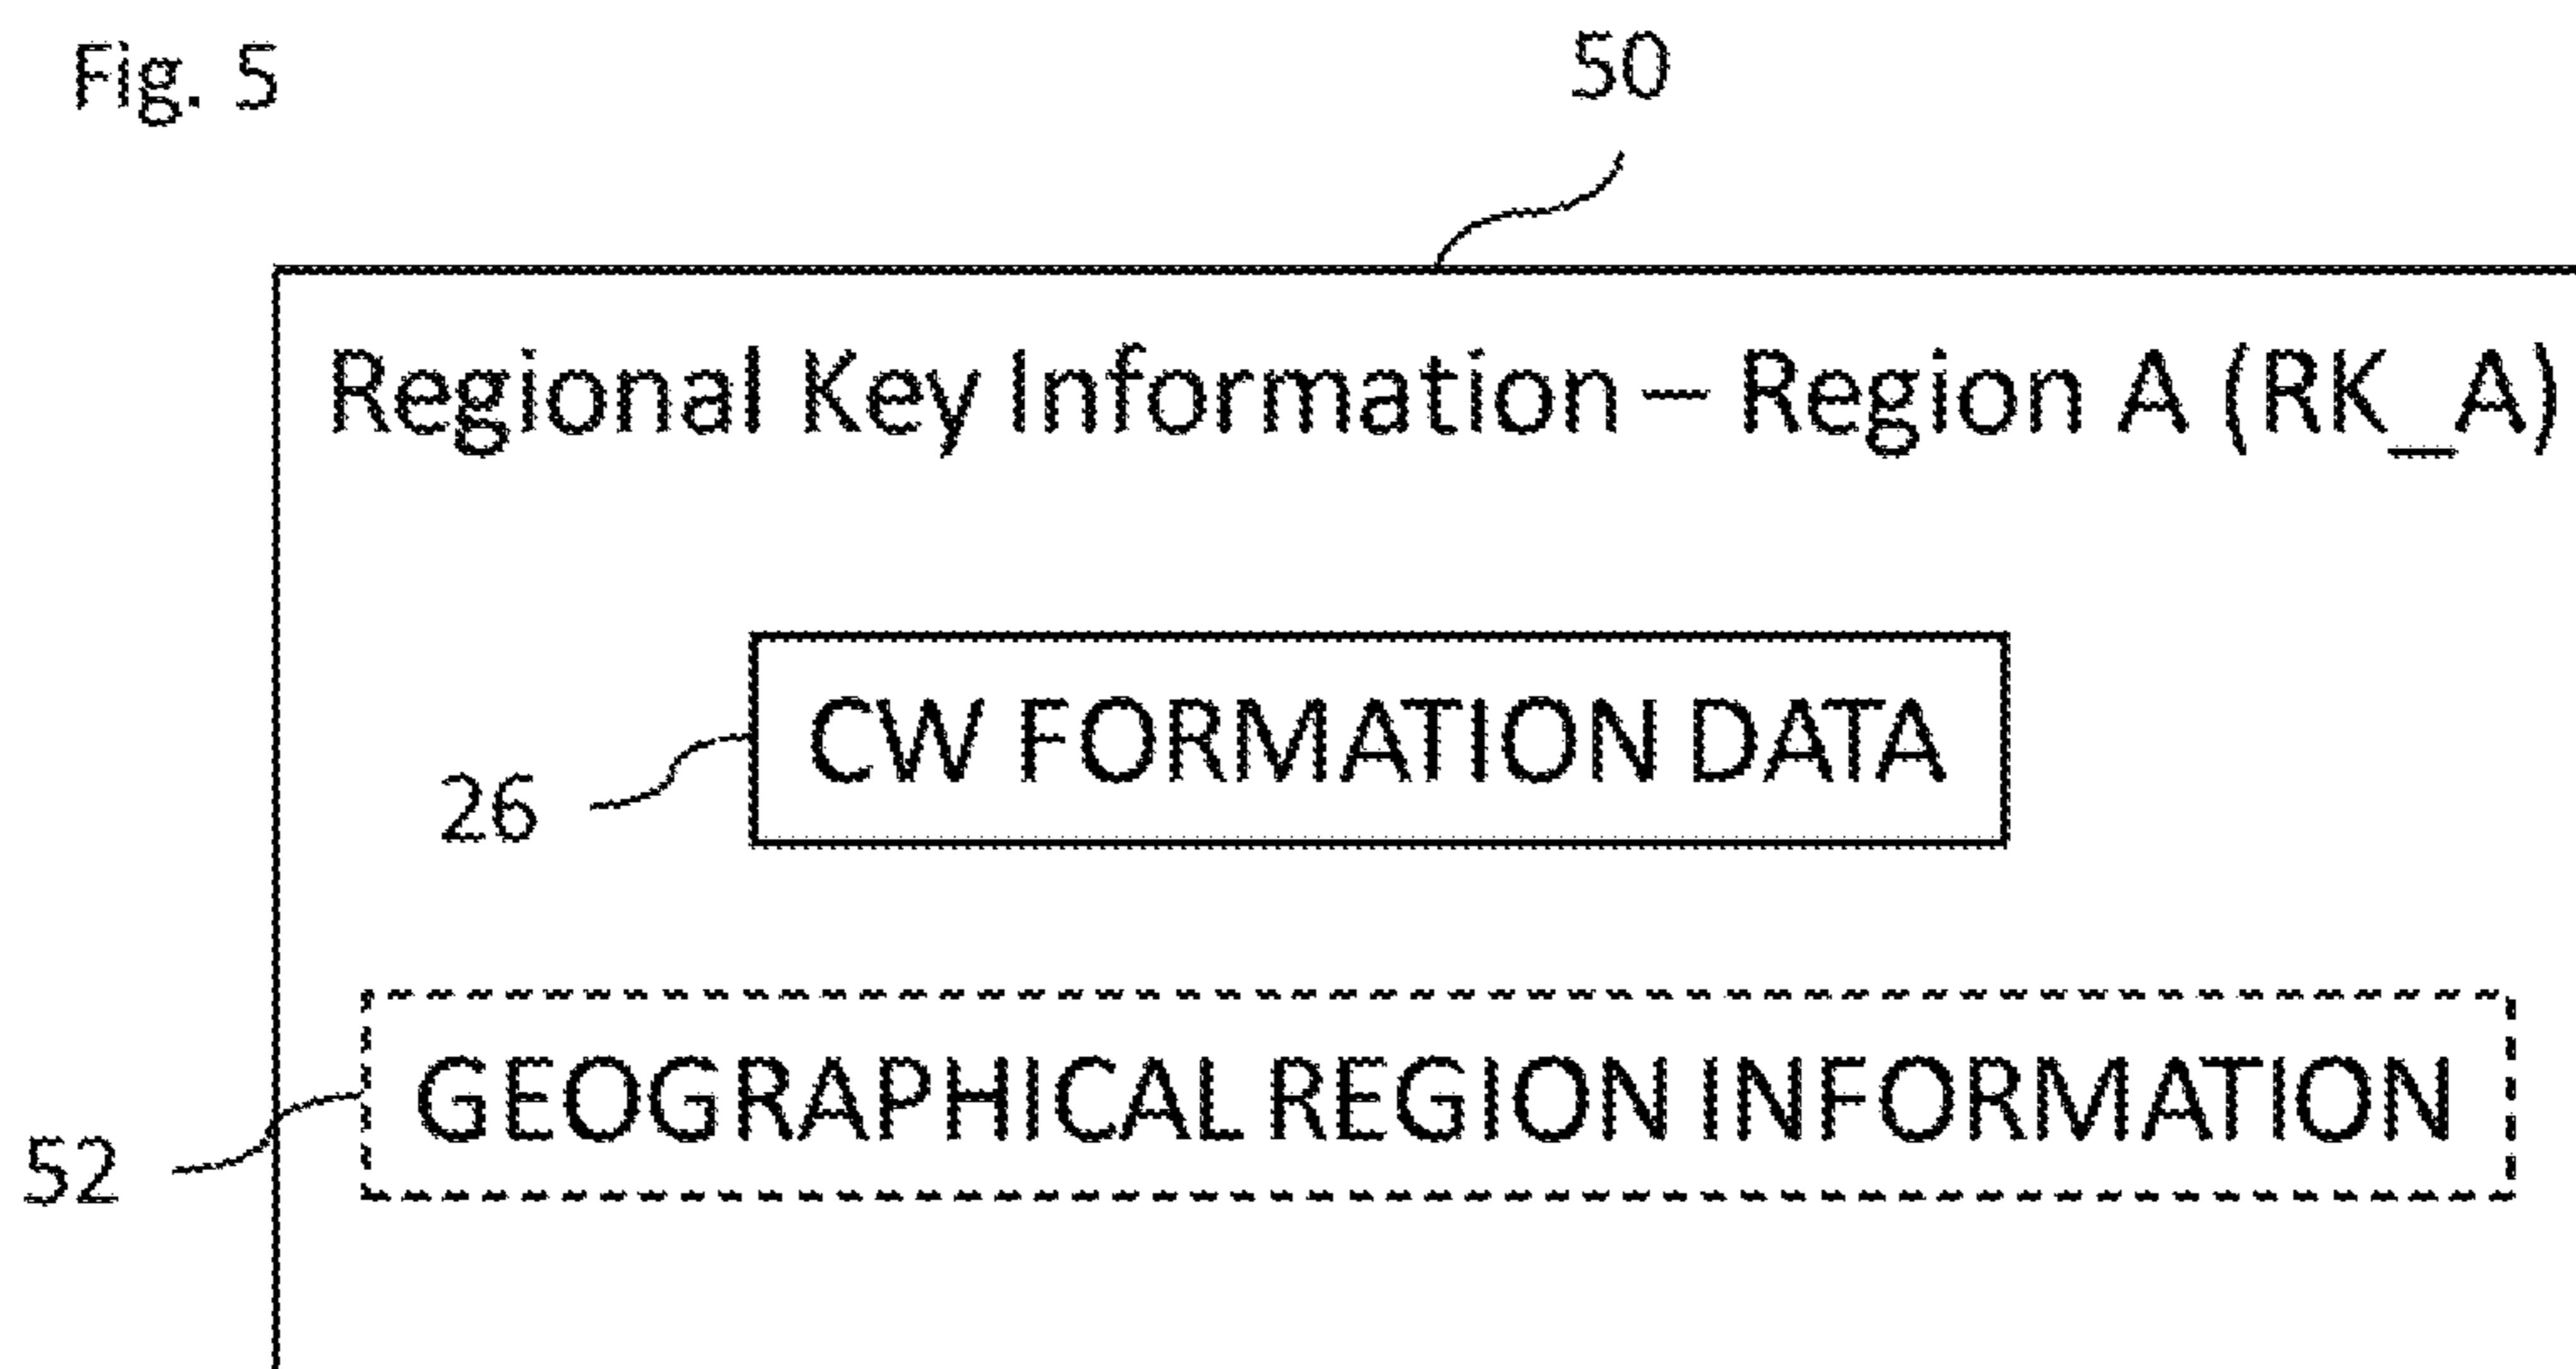 Fig. 5
50
Regional Key Information – Region A (RK_A)
CW FORMATION DATA
26
GEOGRAPHICAL REGION INFORMATION
52